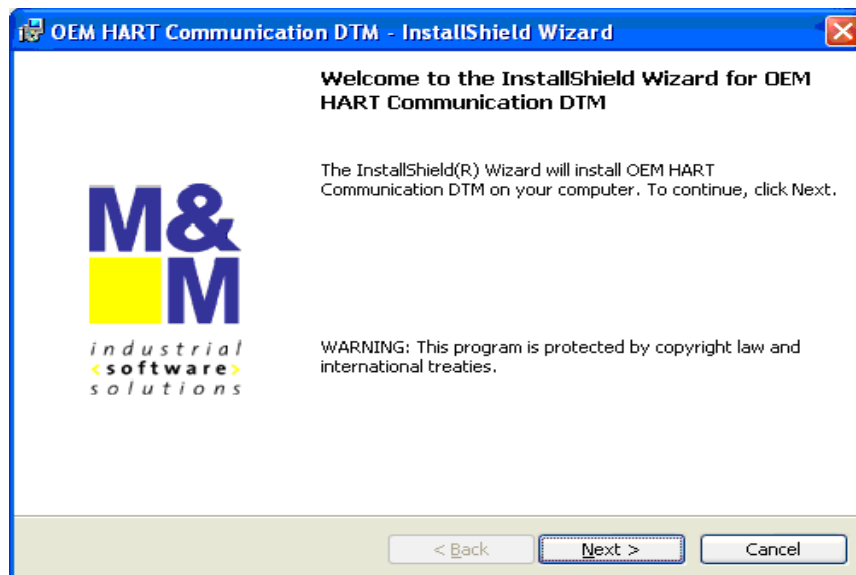 OEM HART Communication DTM - InstallShield Wizard
Welcome to the InstallShield Wizard for OEM
HART Communication DTM
The InstallShield(R) Wizard will install OEM HART
Communication DTM on your computer. To continue, click Next.
M&
M
industrial
<software>
solutions
WARNING: This program is protected by copyright law and
international treaties.
< Back
Next >
Cancel